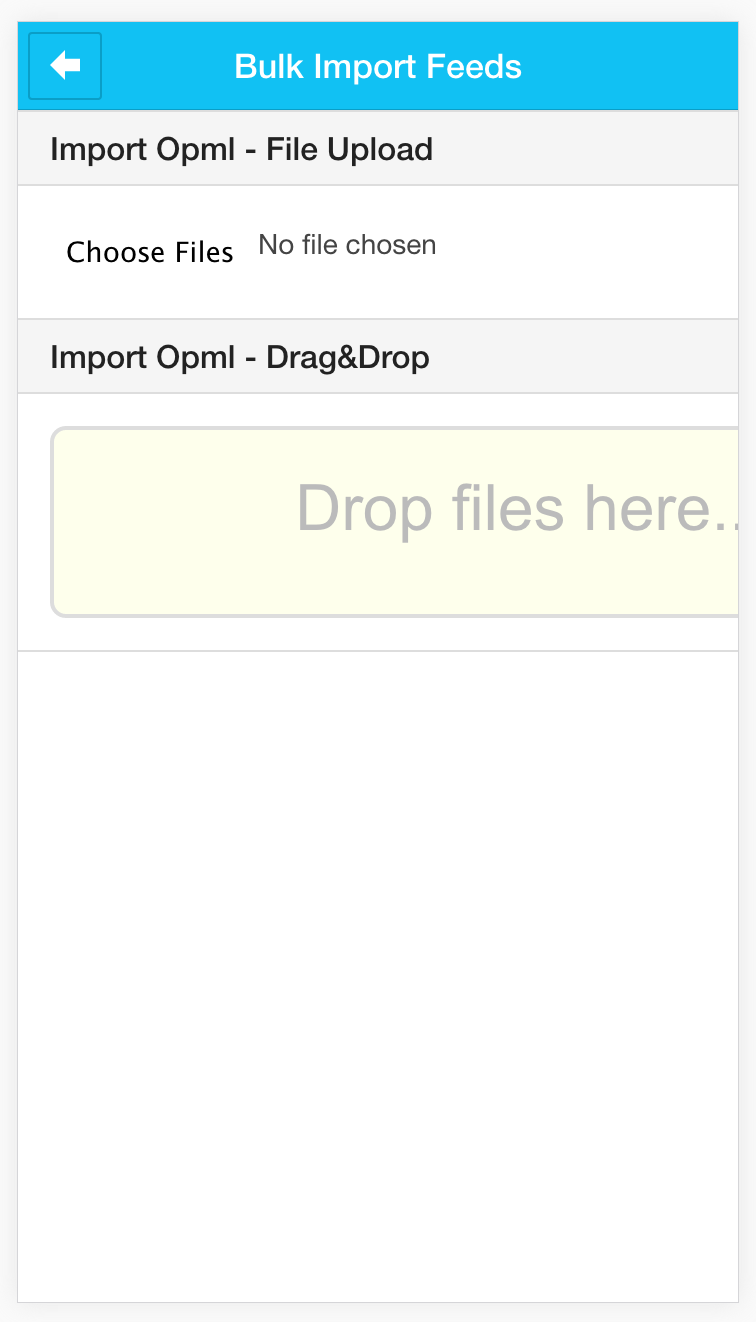 Bulk Import Feeds
Import Opml - File Upload
Choose Files No file chosen
Import Opml - Drag&Drop
Drop files here..